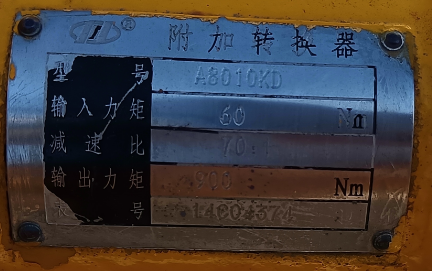 附加转换器
型号 A8010KD
输入力矩 60 Nm
减速比 70:1
输出力矩 900 Nm
号